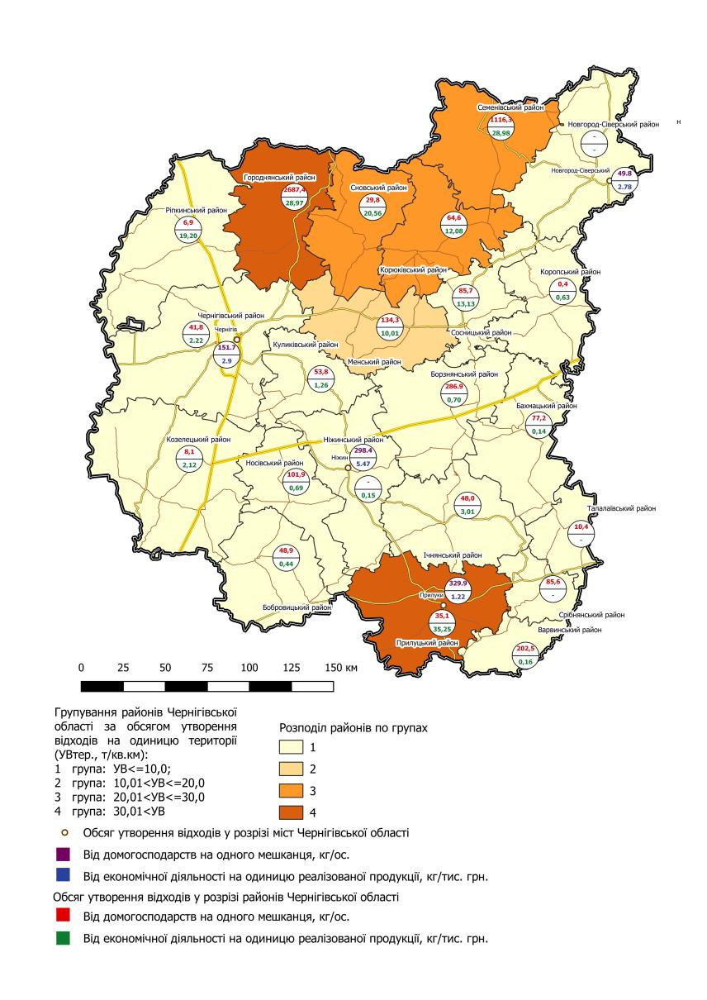 Семенівський район
1116,3
28,98
Новгород-Сіверський район
-
-
н
Новгород-Сіверський
49.8
2.78
Городнянський район
2687,4
28,97
Сновський район
29,8
20,56
Ріпкинський район
6,9
19,20
64,6
12,08
Корюківський район
Коропський район
0,4
0,63
85,7
13,13
Сосницький район
Чернігівський район
41,8
2.22
Чернігів
151.7
2.9
134,3
10,01
Менський район
Куликівський район
53,8
1,26
Борзнянський район
286.9
0,70
Бахмацький район
77,2
0,14
Козелецький район
8,1
2,12
Ніжинський район
Ніжин
298.4
5.47
-
0,15
Носівський район
101,9
0,69
48,0
3,01
Ічнянський район
Талалаївський район
10,4
-
48,9
0,44
Бобровицький район
329.9
1.22
Прилуки
35,1
35,25
Прилуцький район
85,6
-
Срібнянський район
Варвинський район
202,5
0,16
0 25 50 75 100 125 150 км
Групування районів Чернігівської
області за обсягом утворення
відходів на одиницю території
(УВтер., т/кв.км):
1 група: УВ<=10,0;
2 група: 10,01<УВ<=20,0
3 група: 20,01<УВ<=30,0
4 група: 30,01<УВ
Розподіл районів по групах
1
2
3
4
Обсяг утворення відходів у розрізі міст Чернігівської області
Від домогосподарств на одного мешканця, кг/ос.
Від економічної діяльності на одиницю реалізованої продукції, кг/тис. грн.
Обсяг утворення відходів у розрізі районів Чернігівської області
Від домогосподарств на одного мешканця, кг/ос.
Від економічної діяльності на одиницю реалізованої продукції, кг/тис. грн.